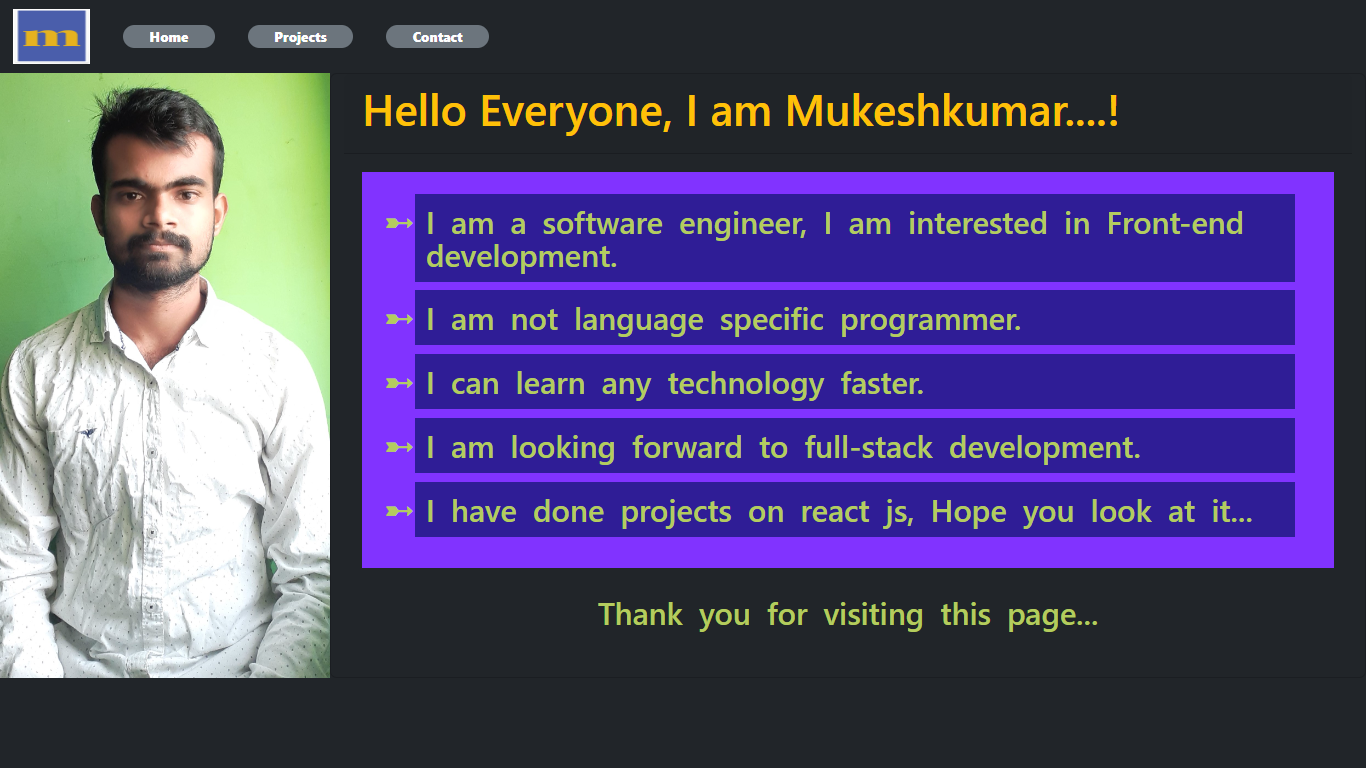 m
Home Projects Contact
Hello Everyone, I am Mukeshkumar....!
➳ I am a software engineer, I am interested in Front-end
development.
➳ I am not language specific programmer.
➳ I can learn any technology faster.
➳ I am looking forward to full-stack development.
➳ I have done projects on react js, Hope you look at it...
Thank you for visiting this page...